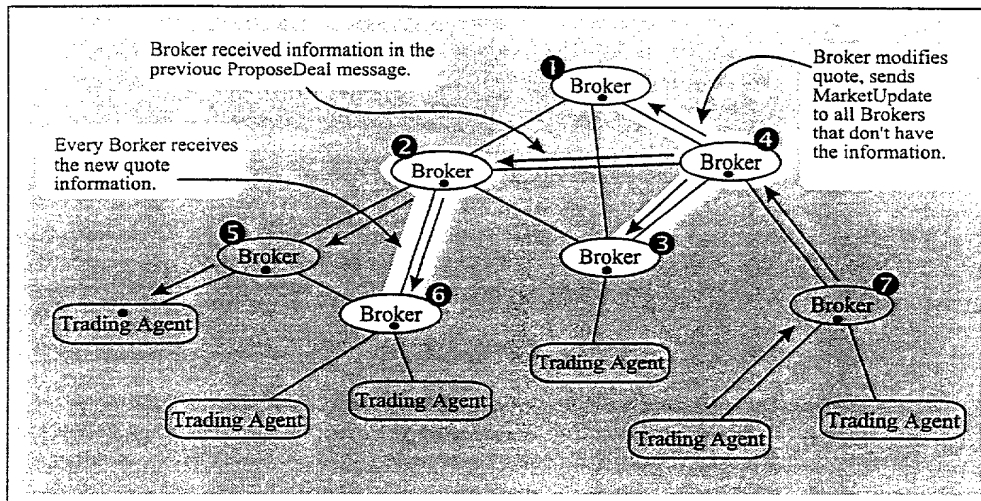 Broker received information in the
previouc ProposeDeal message.
Broker modifies
quote, sends
MarketUpdate
to all Brokers
that don't have
the information.
Every Borker receives
the new quote
information.
1
Broker
2
Broker
4
Broker
5
Broker
3
Broker
6
Broker
7
Broker
Trading Agent
Trading Agent
Trading Agent
Trading Agent
Trading Agent
Trading Agent